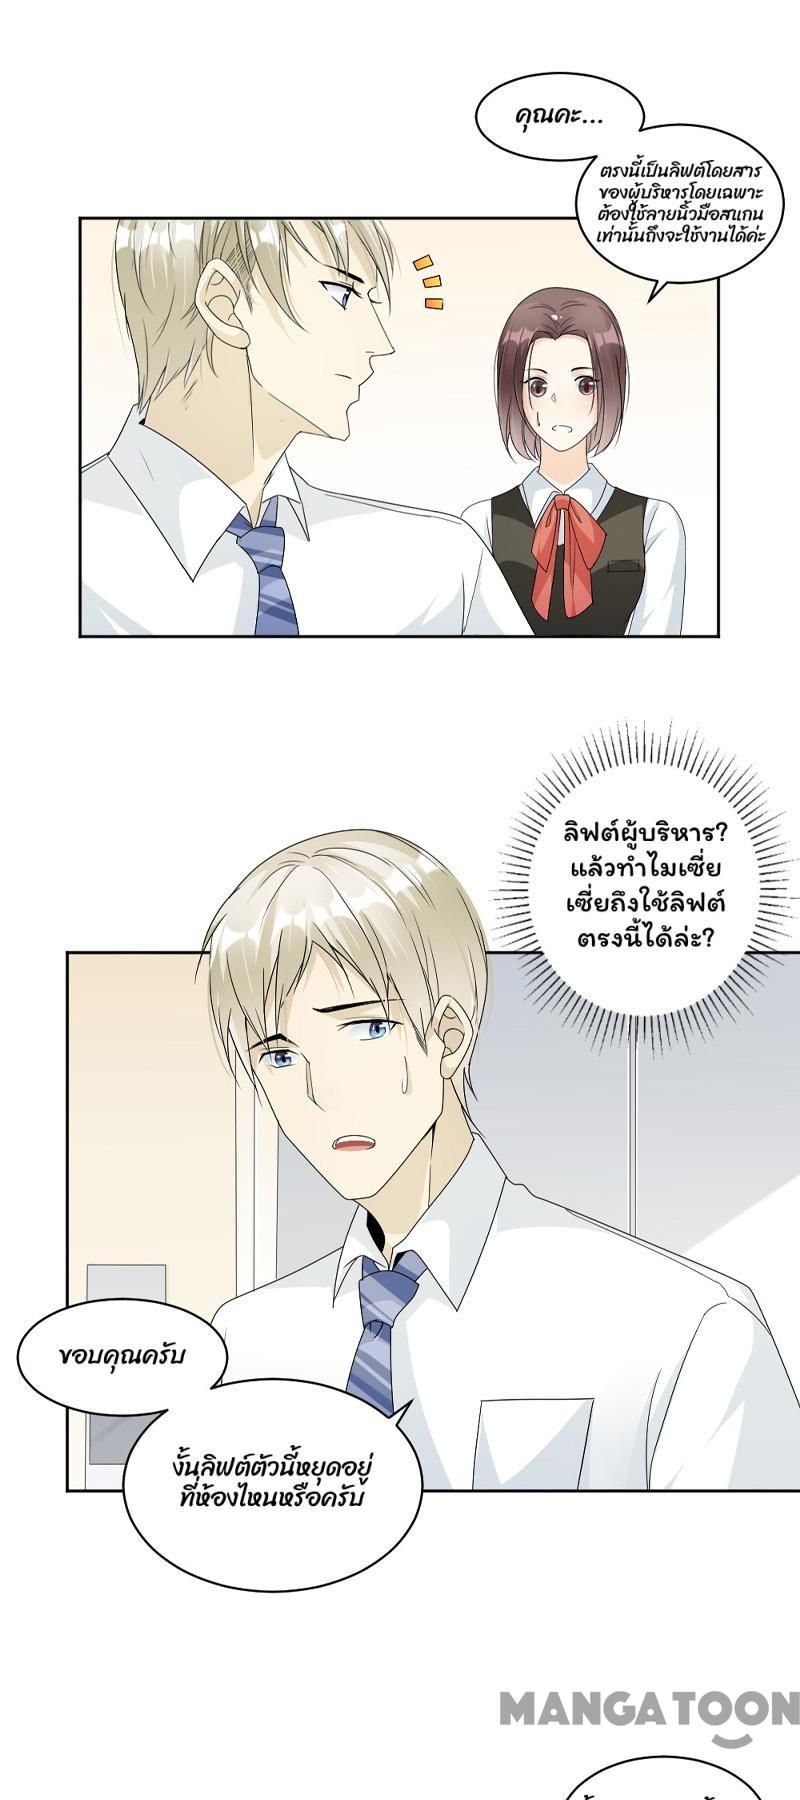 คุณคะ...
ตรงนี้เป็นลิฟต์โดยสาร
ของผู้บริหารโดยเฉพาะ
ต้องใช้ลายนิ้วมือสแกน
เท่านั้นถึงจะใช้งานได้ค่ะ
ลิฟต์ผู้บริหาร?
แล้วทำไมเซี่ย
เซี่ยถึงใช้ลิฟต์
ตรงนี้ได้ล่ะ?
ขอบคุณครับ
งั้นลิฟต์ตัวนี้หยุดอยู่
ที่ห้องไหนหรือครับ
MANGA TOON